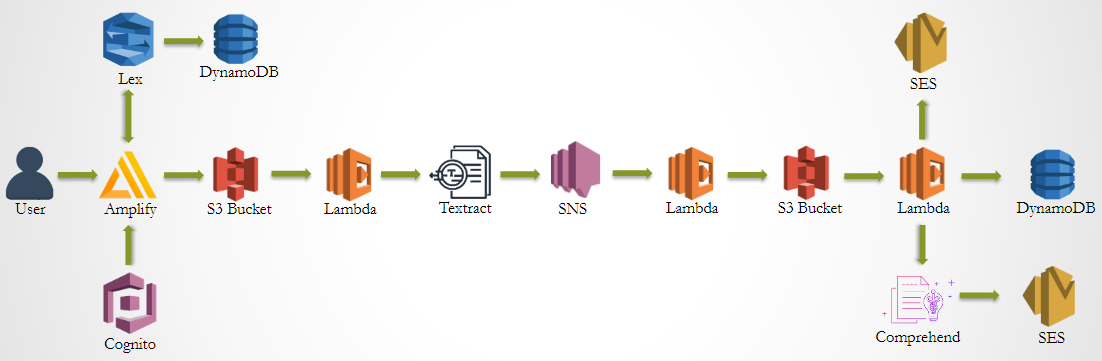 Lex
DynamoDB
SES
User
Amplify
S3 Bucket
Lambda
Textract
SNS
Lambda
S3 Bucket
Lambda
DynamoDB
Cognito
Comprehend
SES